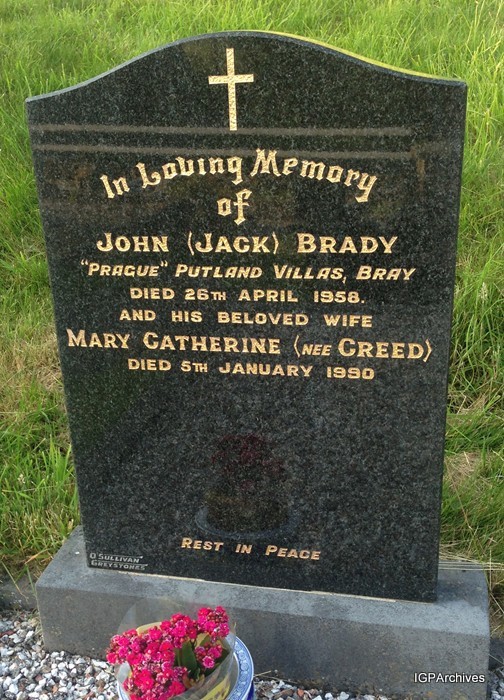 In Loving Memory
of
JOHN (JACK) BRADY
"PRAGUE" PUTLAND VILLAS, BRAY
DIED 26TH APRIL 1958.
AND HIS BELOVED WIFE
MARY CATHERINE (NEE CREED)
DIED 5TH JANUARY 1990
REST IN PEACE
O'SULLIVAN
GREYSTONES
IGPArchives